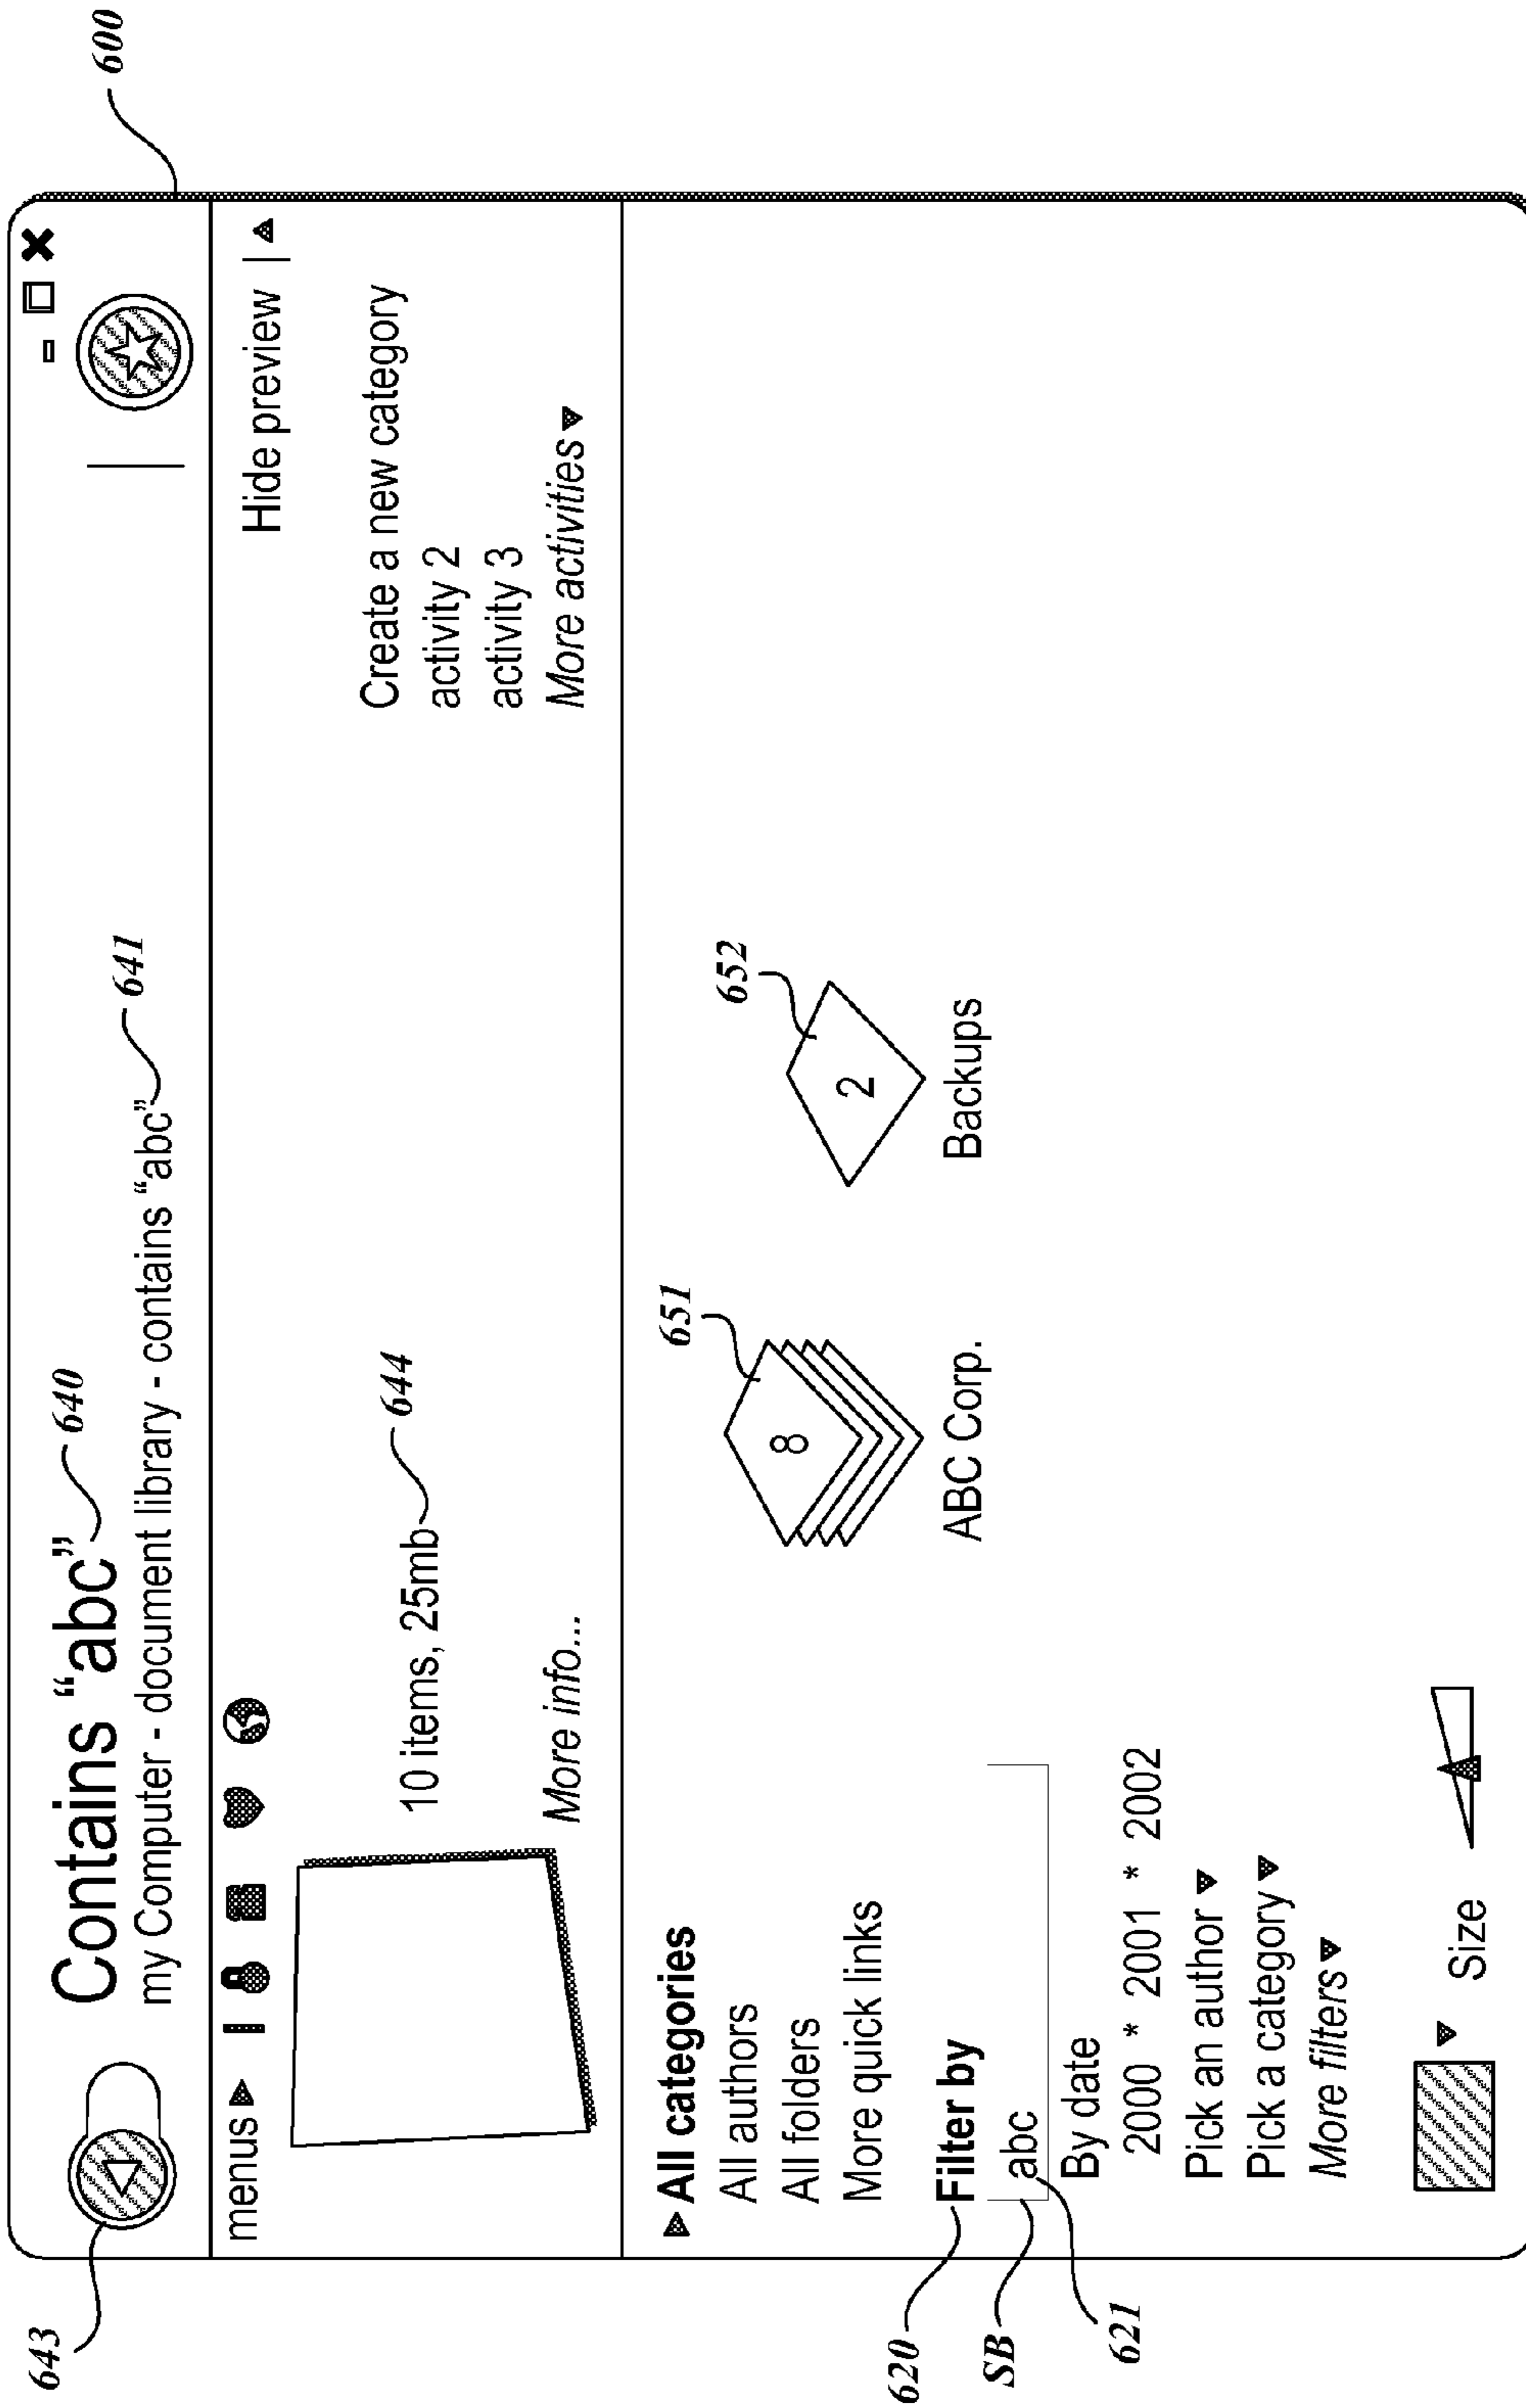 600
Contains “abc”
640
my Computer - document library - contains “abc”
641
643
menus
Hide preview
10 items, 25mb
644
More info...
Create a new category
activity 2
activity 3
More activities
All categories
All authors
All folders
More quick links
620
Filter by
SB
abc
621
By date
2000 * 2001 * 2002
Pick an author
Pick a category
More filters
Size
651
8
ABC Corp.
652
2
Backups